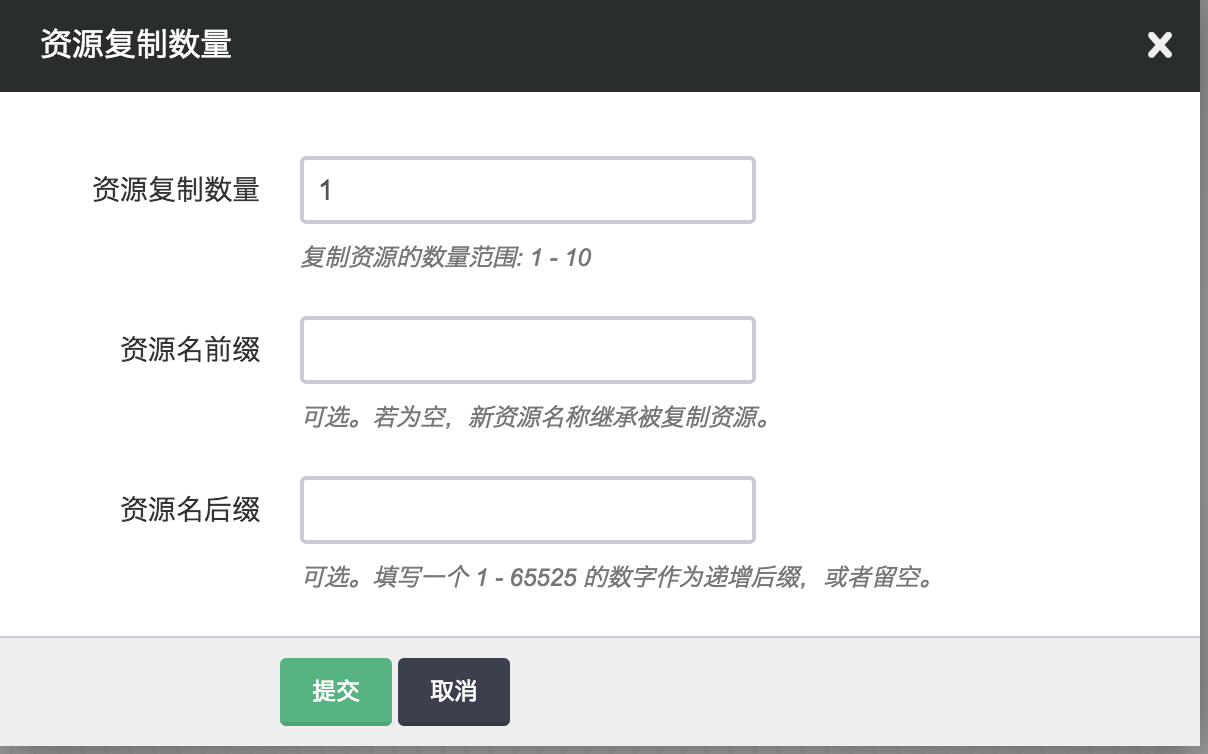 资源复制数量
资源复制数量 1
复制资源的数量范围: 1 - 10
资源名前缀
可选。若为空，新资源名称继承被复制资源。
资源名后缀
可选。填写一个 1 - 65525 的数字作为递增后缀，或者留空。
提交 取消